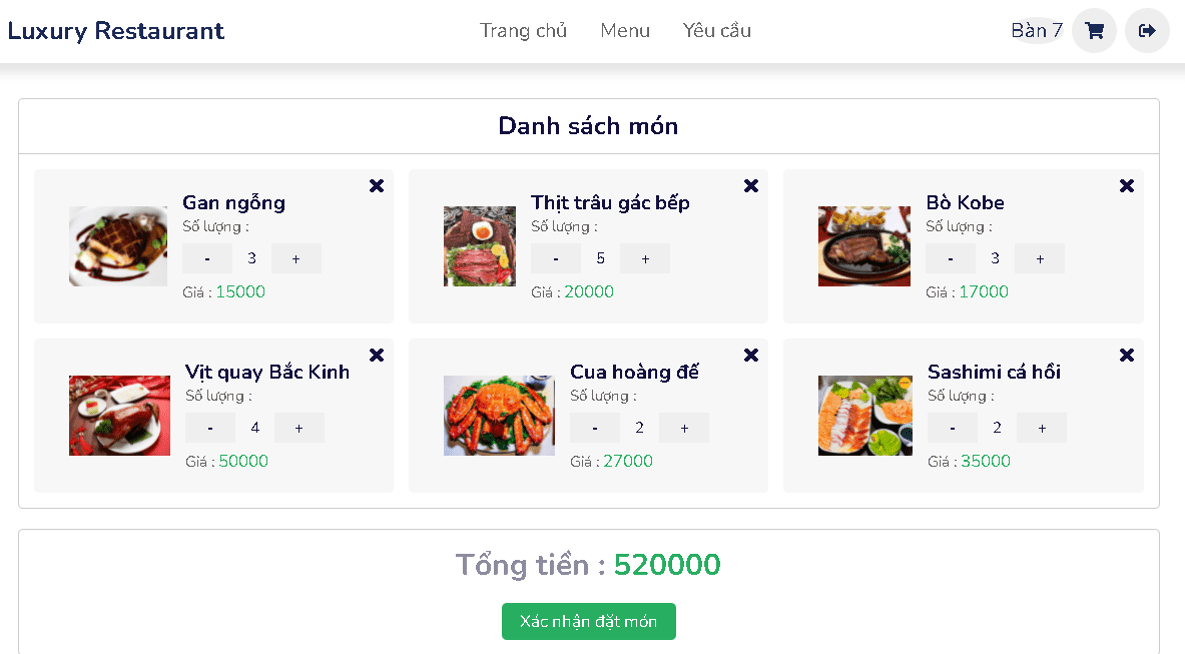 Luxury Restaurant Trang chủ Menu Yêu cầu Bàn 7
Danh sách món
Gan ngỗng
Số lượng :
- 3 +
Giá : 15000
Thịt trâu gác bếp
Số lượng :
- 5 +
Giá : 20000
Bò Kobe
Số lượng :
- 3 +
Giá : 17000
Vịt quay Bắc Kinh
Số lượng :
- 4 +
Giá : 50000
Cua hoàng đế
Số lượng :
- 2 +
Giá : 27000
Sashimi cá hồi
Số lượng :
- 2 +
Giá : 35000
Tổng tiền : 520000
Xác nhận đặt món